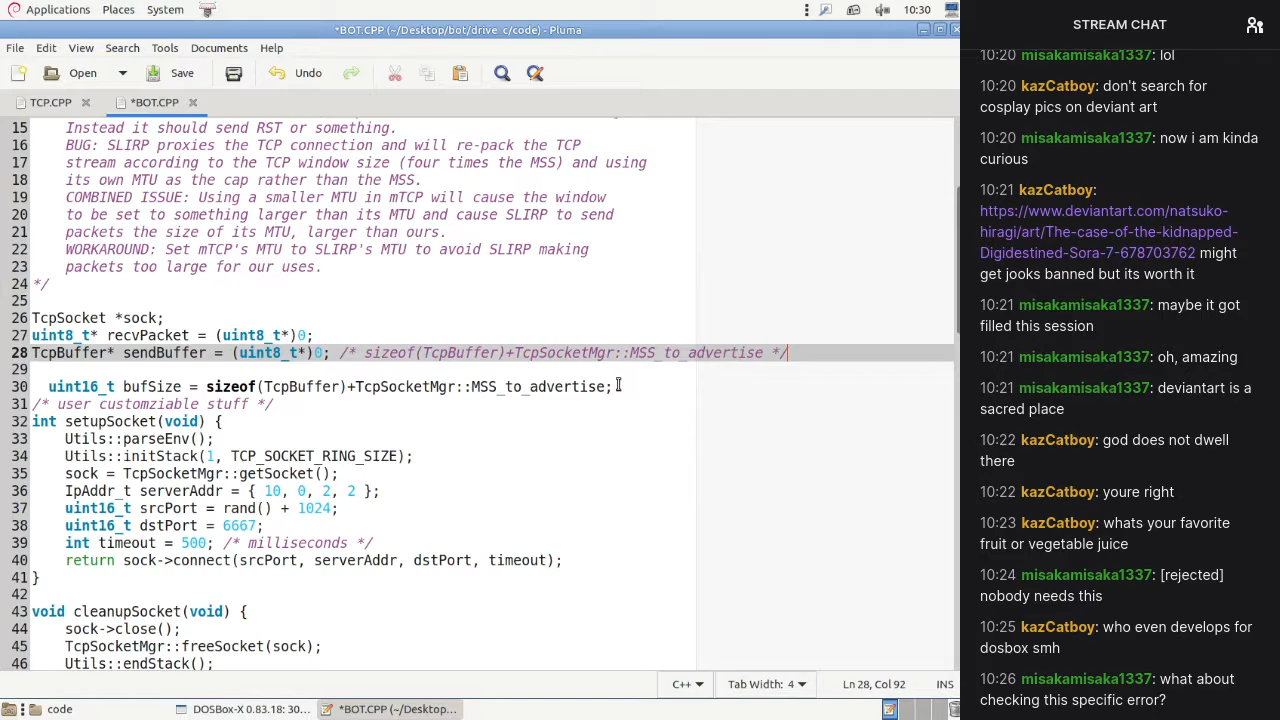 Applications Places System 10:30
*BOT.CPP (~/Desktop/bot/drive_c/code) - Pluma
File Edit View Search Tools Documents Help
Open Save Undo
TCP.CPP *BOT.CPP
15 Instead it should send RST or something.
16 BUG: SLIRP proxies the TCP connection and will re-pack the TCP
17 stream according to the TCP window size (four times the MSS) and using
18 its own MTU as the cap rather than the MSS.
19 COMBINED ISSUE: Using a smaller MTU in mTCP will cause the window
20 to be set to something larger than its MTU and cause SLIRP to send
21 packets the size of its MTU, larger than ours.
22 WORKAROUND: Set mTCP's MTU to SLIRP's MTU to avoid SLIRP making
23 packets too large for our uses.
24 */
25
26 TcpSocket *sock;
27 uint8_t* recvPacket = (uint8_t*)0;
28 TcpBuffer* sendBuffer = (uint8_t*)0; /* sizeof(TcpBuffer)+TcpSocketMgr::MSS_to_advertise */
29
30 uint16_t bufSize = sizeof(TcpBuffer)+TcpSocketMgr::MSS_to_advertise;
31 /* user customziable stuff */
32 int setupSocket(void) {
33 Utils::parseEnv();
34 Utils::initStack(1, TCP_SOCKET_RING_SIZE);
35 sock = TcpSocketMgr::getSocket();
36 IpAddr_t serverAddr = { 10, 0, 2, 2 };
37 uint16_t srcPort = rand() + 1024;
38 uint16_t dstPort = 6667;
39 int timeout = 500; /* milliseconds */
40 return sock->connect(srcPort, serverAddr, dstPort, timeout);
41 }
42
43 void cleanupSocket(void) {
44 sock->close();
45 TcpSocketMgr::freeSocket(sock);
46 Utils::endStack();
C++ Tab Width: 4 Ln 28, Col 92 INS
code DOSBox-X 0.83.18: 30... *BOT.CPP (~/Desktop...
STREAM CHAT
10:20 misakamisaka1337: lol
10:20 kazCatboy: don't search for
cosplay pics on deviant art
10:20 misakamisaka1337: now i am kinda
curious
10:21 kazCatboy:
https://www.deviantart.com/natsuko-
hiragi/art/The-case-of-the-kidnapped-
Digidestined-Sora-7-678703762 might
get jooks banned but its worth it
10:21 misakamisaka1337: maybe it got
filled this session
10:21 misakamisaka1337: oh, amazing
10:21 misakamisaka1337: deviantart is a
sacred place
10:22 kazCatboy: god does not dwell
there
10:22 kazCatboy: youre right
10:23 kazCatboy: whats your favorite
fruit or vegetable juice
10:24 misakamisaka1337: [rejected]
nobody needs this
10:25 kazCatboy: who even develops for
dosbox smh
10:26 misakamisaka1337: what about
checking this specific error?